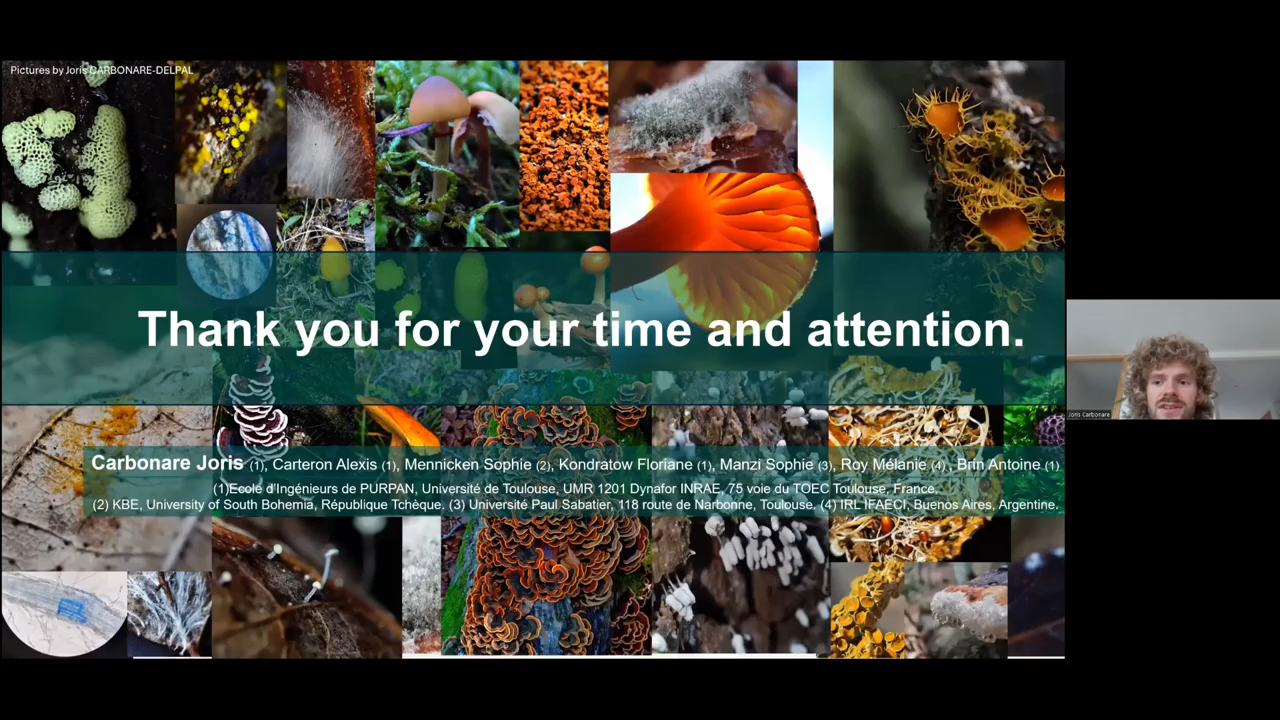 Pictures by Joris CARBONARE-DELPAL
Thank you for your time and attention.
Carbonare Joris (1), Carteron Alexis (1), Mennicken Sophie (2), Kondratow Floriane (1), Manzi Sophie (3), Roy Mélanie (4), Brin Antoine (1)
(1)Ecole d'Ingénieurs de PURPAN, Université de Toulouse, UMR 1201 Dynafor INRAE, 75 voie du TOEC Toulouse, France.
(2) KBE, University of South Bohemia, République Tchèque. (3) Université Paul Sabatier, 118 route de Narbonne, Toulouse. (4) IRL IFAECI, Buenos Aires, Argentine.
Joris Carbonare